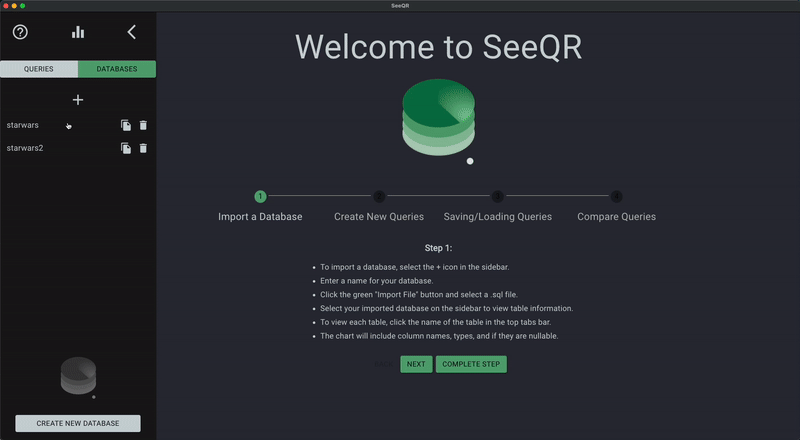 SeeQR
QUERIES
DATABASES
starwars
starwars2
CREATE NEW DATABASE
Welcome to SeeQR
1
2
3
4
Import a Database
Create New Queries
Saving/Loading Queries
Compare Queries
Step 1:
To import a database, select the + icon in the sidebar.
Enter a name for your database.
Click the green "Import File" button and select a .sql file.
Select your imported database on the sidebar to view table information.
To view each table, click the name of the table in the top tabs bar.
The chart will include column names, types, and if they are nullable.
BACK
NEXT
COMPLETE STEP